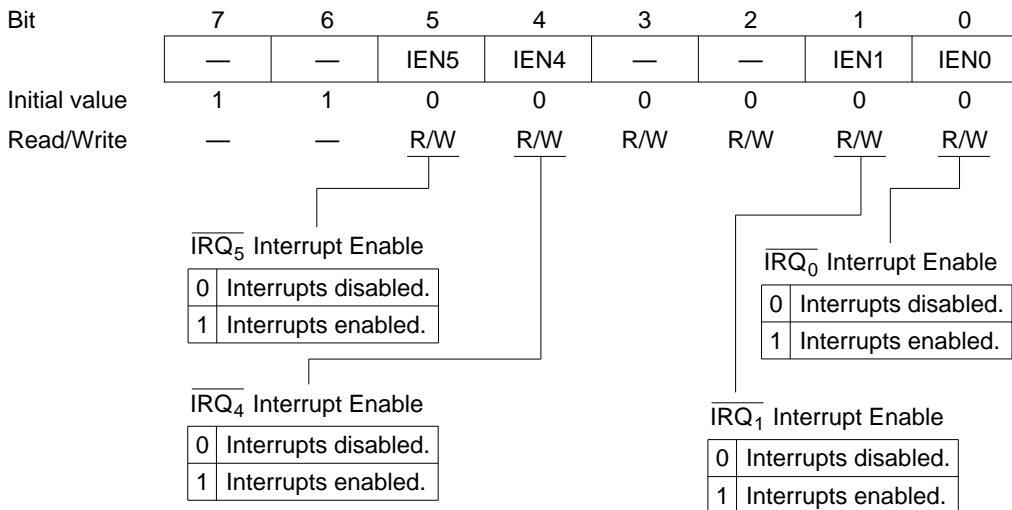 Bit 7 6 5 4 3 2 1 0
— — IEN5 IEN4 — — IEN1 IEN0
Initial value 1 1 0 0 0 0 0 0
Read/Write — — R/W R/W R/W R/W R/W R/W
IRQ5 Interrupt Enable
0 Interrupts disabled.
1 Interrupts enabled.
IRQ0 Interrupt Enable
0 Interrupts disabled.
1 Interrupts enabled.
IRQ4 Interrupt Enable
0 Interrupts disabled.
1 Interrupts enabled.
IRQ1 Interrupt Enable
0 Interrupts disabled.
1 Interrupts enabled.